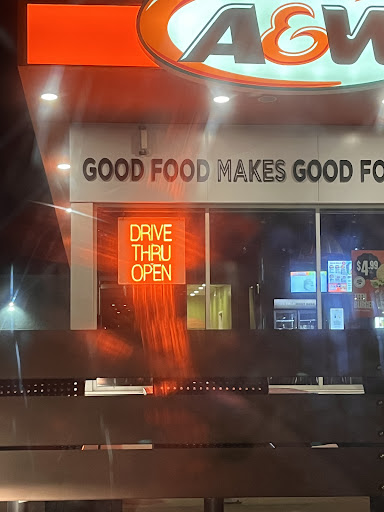 A&W
GOOD FOOD MAKES GOOD FO
DRIVE
THRU
OPEN
$4.99